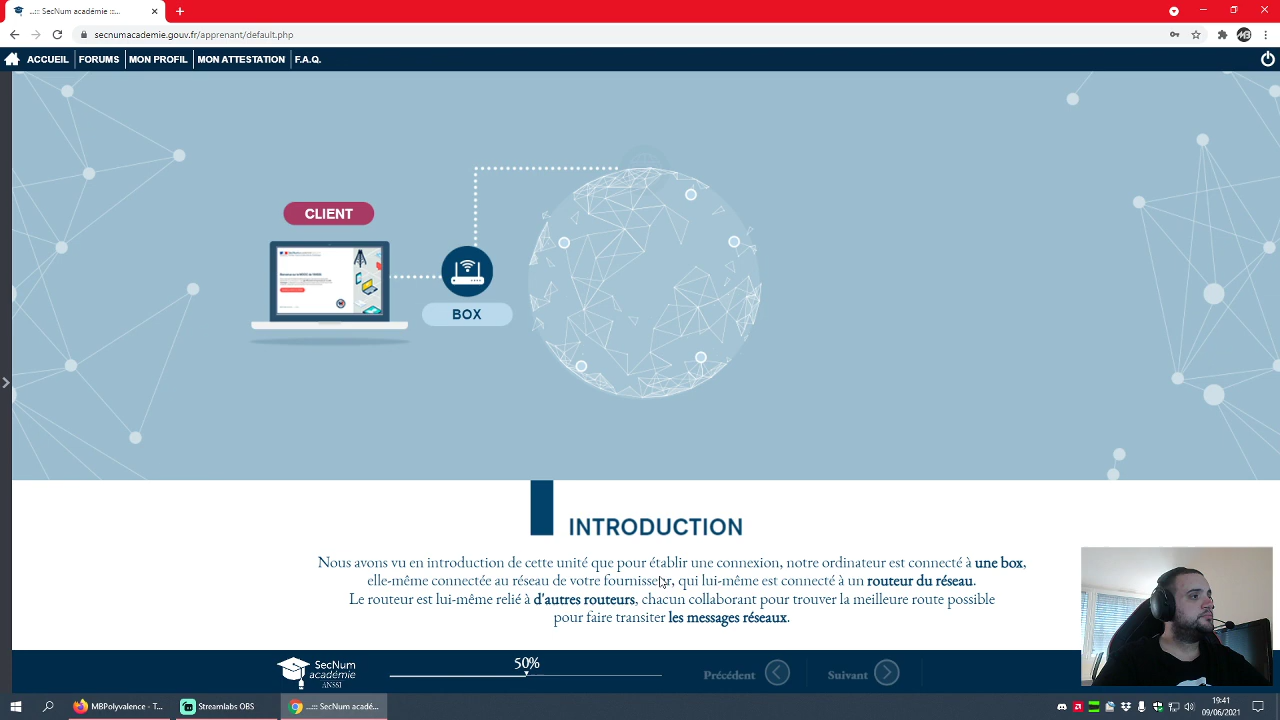 ..:: SecNum Académie ::...
secnumacademie.gouv.fr/apprenant/default.php
ACCUEIL FORUMS MON PROFIL MON ATTESTATION F.A.Q.
CLIENT
BOX
INTRODUCTION
Nous avons vu en introduction de cette unité que pour établir une connexion, notre ordinateur est connecté à une box,
elle-même connectée au réseau de votre fournisseur, qui lui-même est connecté à un routeur du réseau.
Le routeur est lui-même relié à d'autres routeurs, chacun collaborant pour trouver la meilleure route possible
pour faire transiter les messages réseaux.
SecNum
académie
ANSSI
50%
Précédent
Suivant
MBPolyvalence - T...
Streamlabs OBS
..:: SecNum acadé...
19:41
09/06/2021